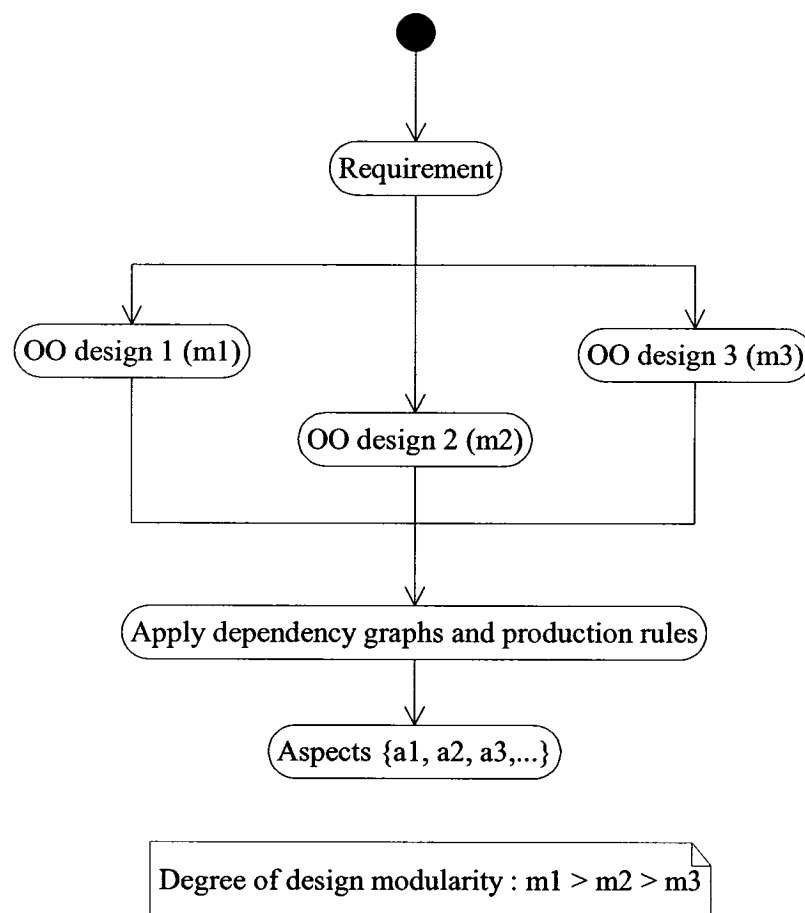 Requirement
OO design 1 (m1)
OO design 3 (m3)
OO design 2 (m2)
Apply dependency graphs and production rules
Aspects {a1, a2, a3,...}
Degree of design modularity : m1 > m2 > m3